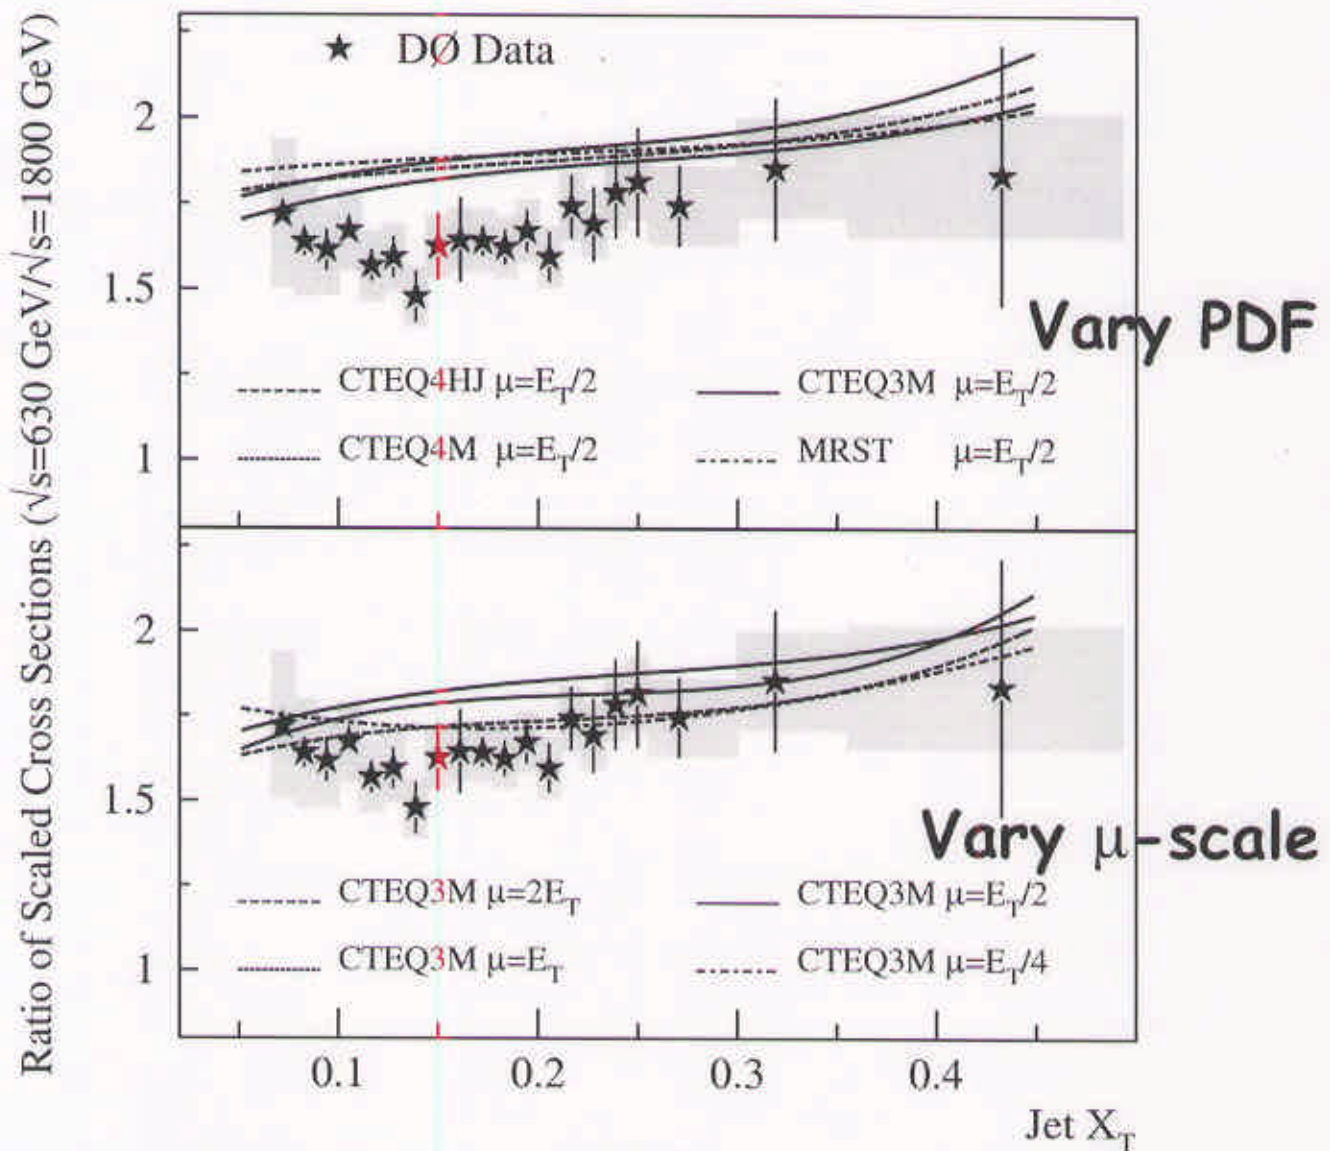 Ratio of Scaled Cross Sections (√s=630 GeV/√s=1800 GeV)
★ DØ Data
2
1.5
1
Vary PDF
CTEQ4HJ μ=E_T/2
CTEQ3M μ=E_T/2
CTEQ4M μ=E_T/2
MRST μ=E_T/2
2
1.5
1
Vary μ-scale
CTEQ3M μ=2E_T
CTEQ3M μ=E_T/2
CTEQ3M μ=E_T
CTEQ3M μ=E_T/4
0.1 0.2 0.3 0.4
Jet X_T